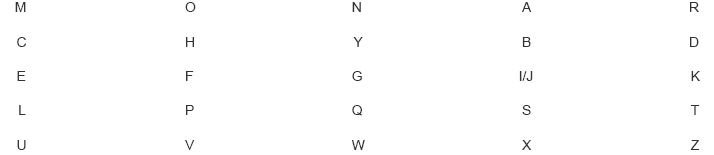 M O N A R
C H Y B D
E F G I/J K
L P Q S T
U V W X Z